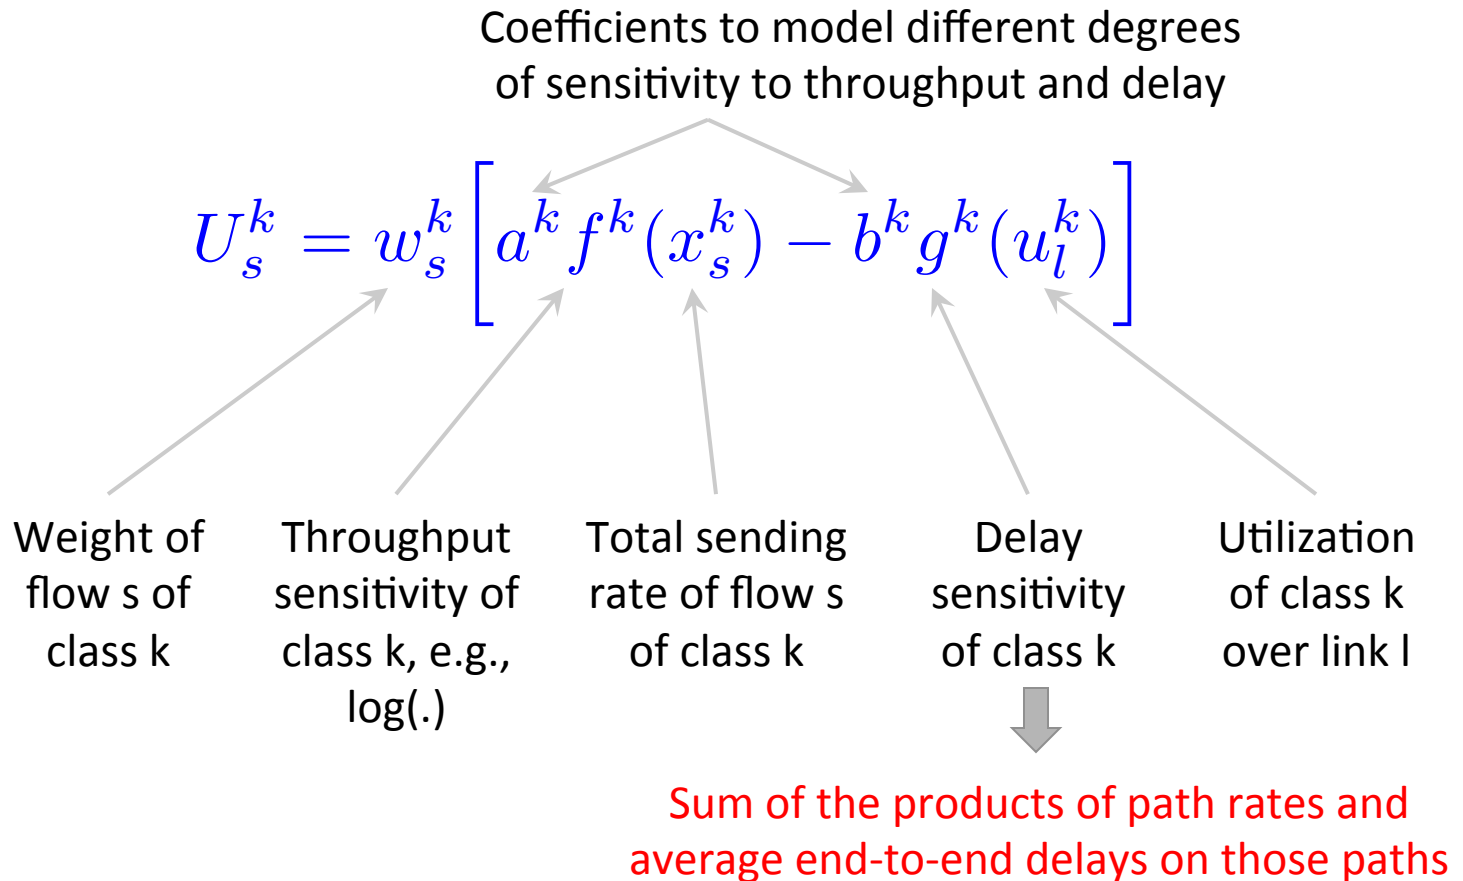 Coefficients to model different degrees
of sensitivity to throughput and delay
U_s^k = w_s^k [ a^k f^k(x_s^k) − b^k g^k(u_l^k) ]
Weight of
flow s of
class k
Throughput
sensitivity of
class k, e.g.,
log(.)
Total sending
rate of flow s
of class k
Delay
sensitivity
of class k
Utilization
of class k
over link l
Sum of the products of path rates and
average end-to-end delays on those paths